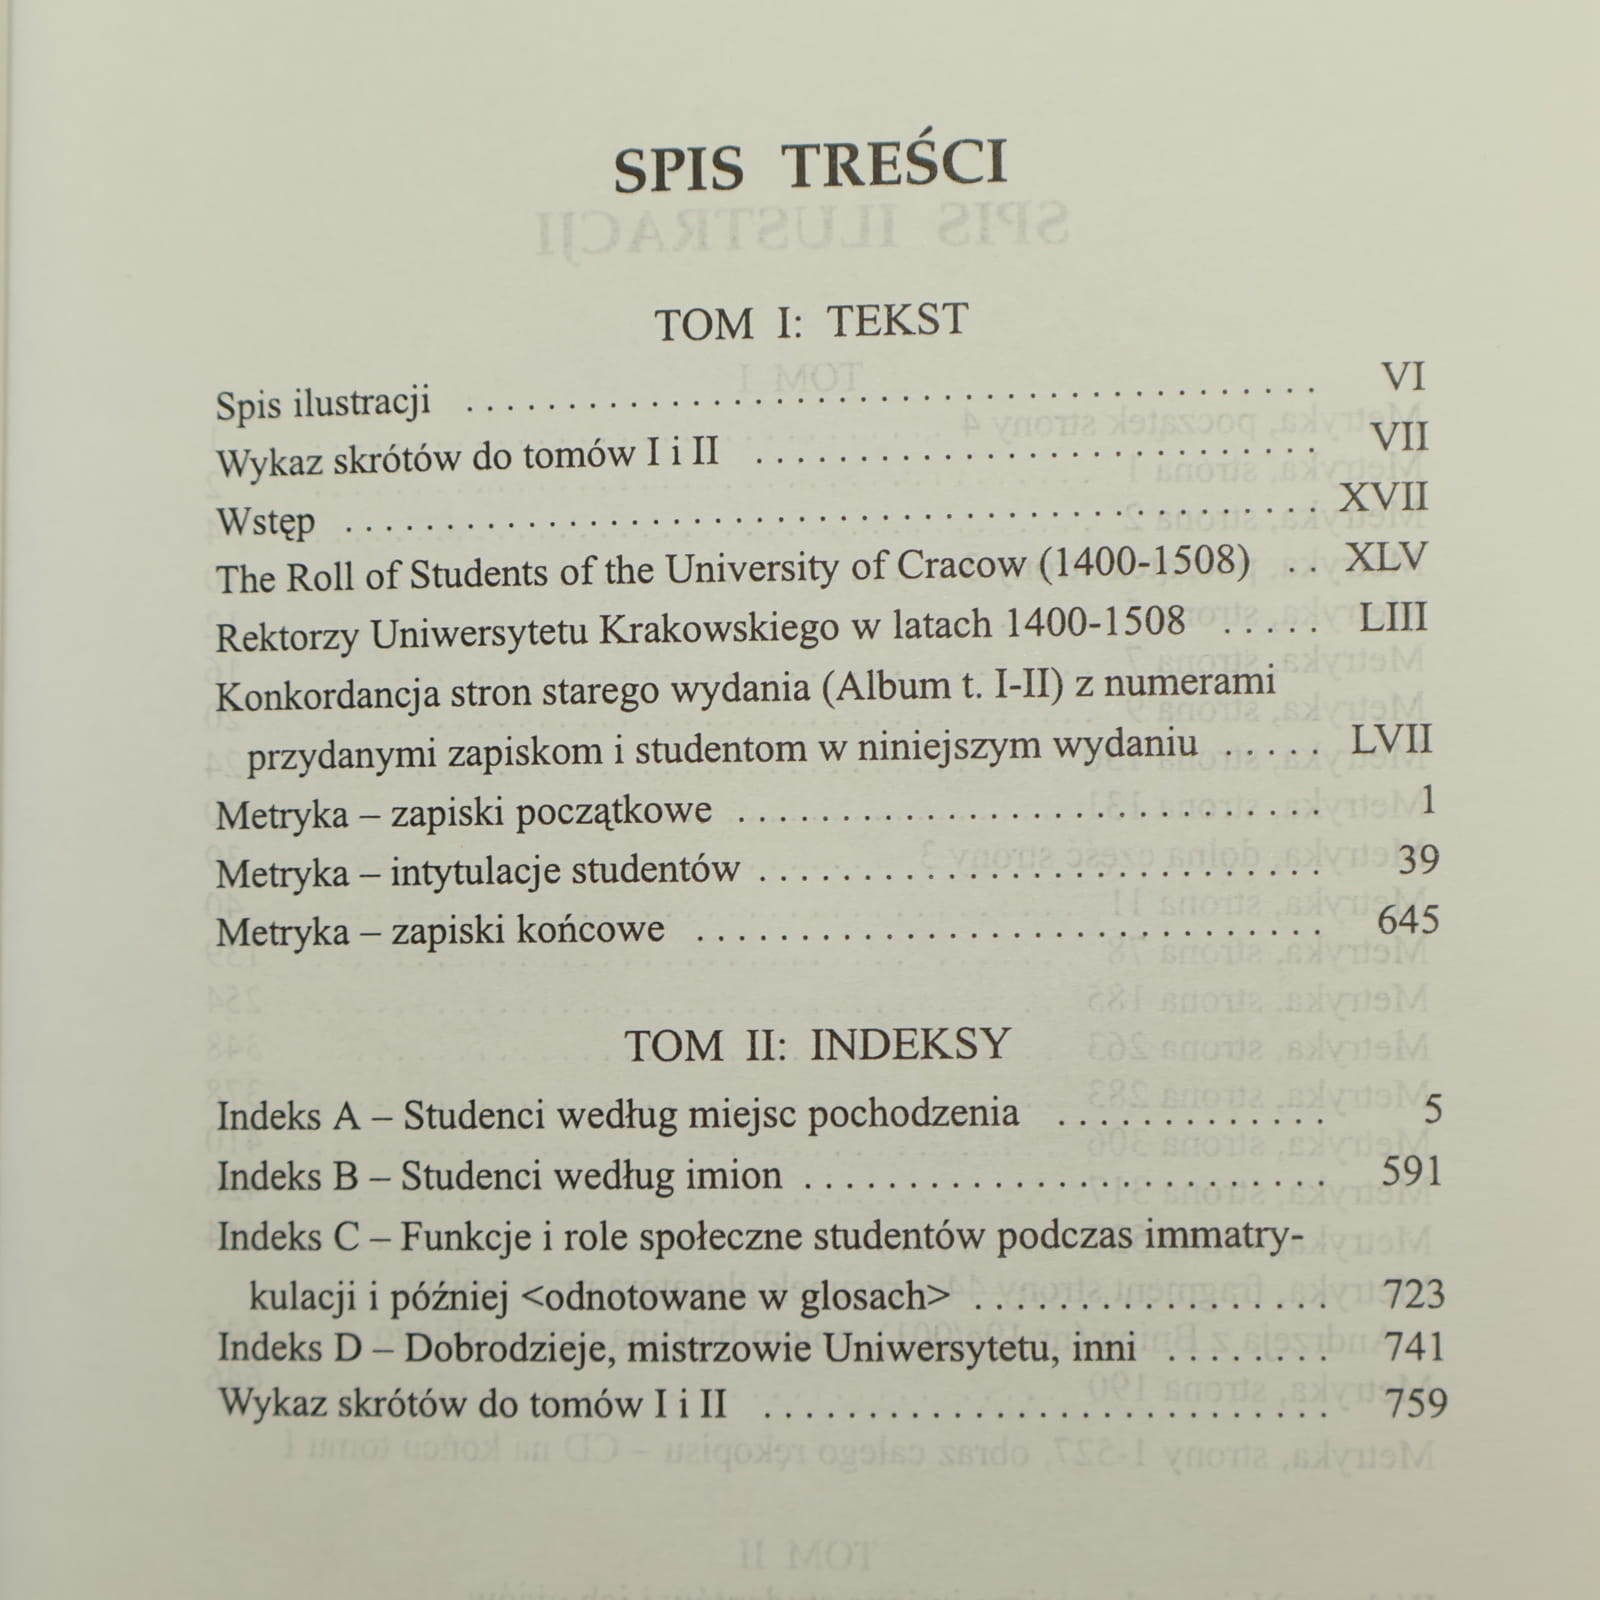 SPIS TREŚCI
TOM I: TEKST
Spis ilustracji . . . . . . . . . . . . . . . . . . . . . . . . . . . . . . . . . . . . . . . . . . VI
Wykaz skrótów do tomów I i II . . . . . . . . . . . . . . . . . . . . . . . . . . . . VII
Wstęp . . . . . . . . . . . . . . . . . . . . . . . . . . . . . . . . . . . . . . . . . . . . . . . . XVII
The Roll of Students of the University of Cracow (1400-1508) . . XLV
Rektorzy Uniwersytetu Krakowskiego w latach 1400-1508 . . . . . LIII
Konkordancja stron starego wydania (Album t. I-II) z numerami
przydanymi zapiskom i studentom w niniejszym wydaniu . . . . . LVII
Metryka – zapiski początkowe . . . . . . . . . . . . . . . . . . . . . . . . . . . . . 1
Metryka – intytulacje studentów . . . . . . . . . . . . . . . . . . . . . . . . . . . . 39
Metryka – zapiski końcowe . . . . . . . . . . . . . . . . . . . . . . . . . . . . . . . 645
TOM II: INDEKSY
Indeks A – Studenci według miejsc pochodzenia . . . . . . . . . . . . . 5
Indeks B – Studenci według imion . . . . . . . . . . . . . . . . . . . . . . . . . . 591
Indeks C – Funkcje i role społeczne studentów podczas immatry-
kulacji i później <odnotowane w glosach> . . . . . . . . . . . . . . . . . . 723
Indeks D – Dobrodzieje, mistrzowie Uniwersytetu, inni . . . . . . . . 741
Wykaz skrótów do tomów I i II . . . . . . . . . . . . . . . . . . . . . . . . . . . . 759